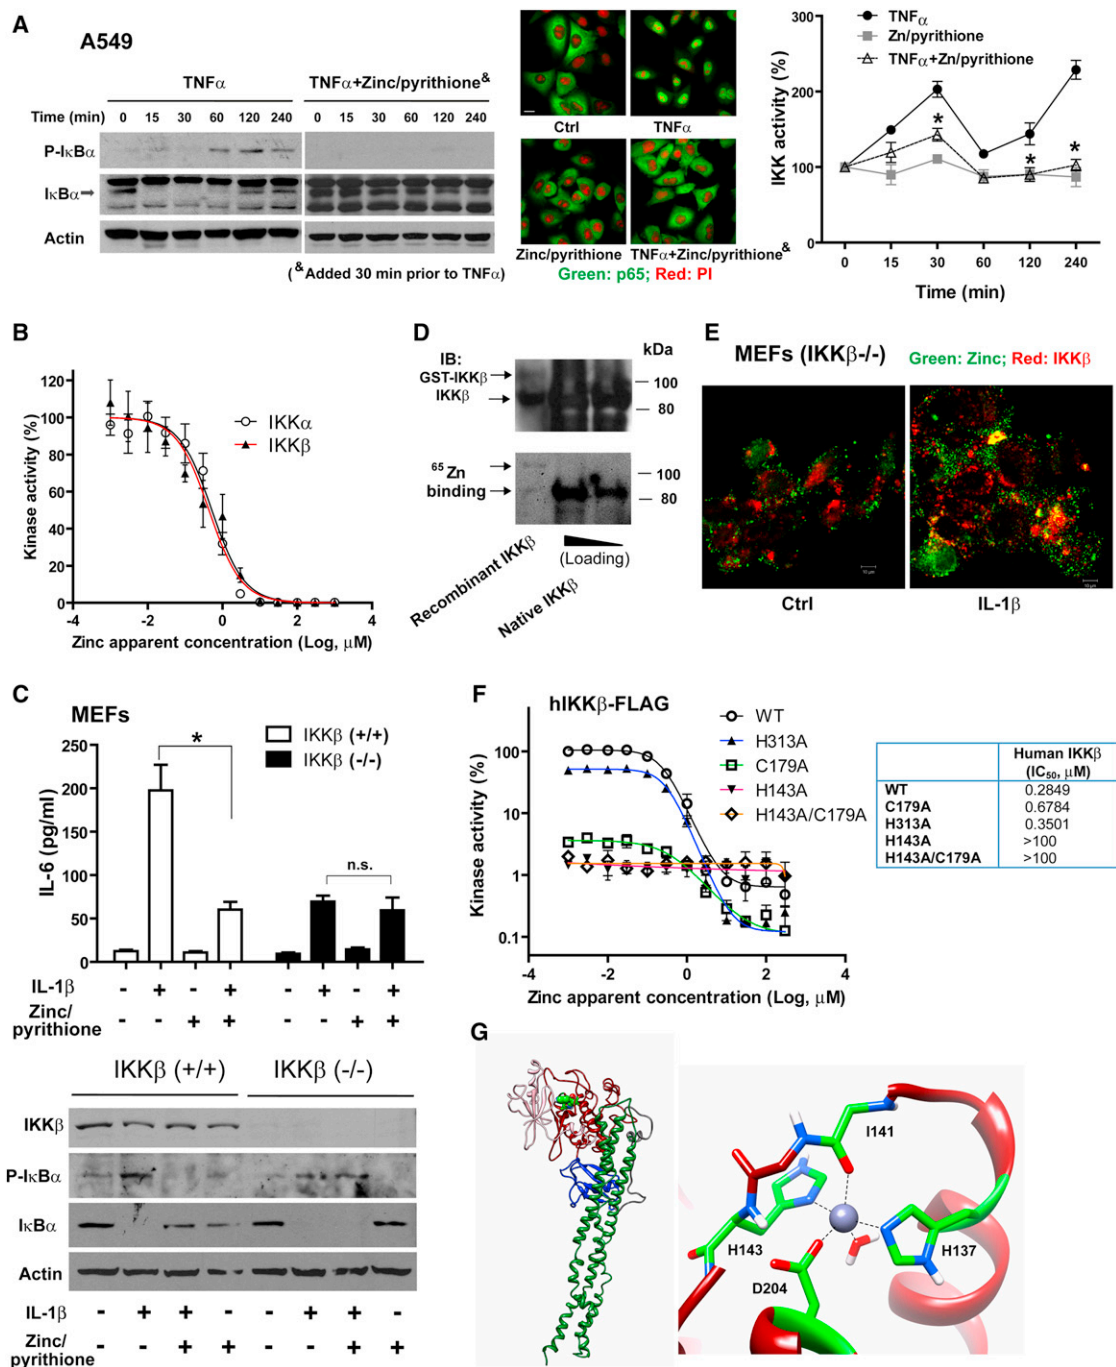 A
A549
TNFα
TNFα+Zinc/pyrithione&
Time (min) 0 15 30 60 120 240 0 15 30 60 120 240
P-IκBα
IκBα
Actin
(&Added 30 min prior to TNFα)
Ctrl
TNFα
Zinc/pyrithione
TNFα+Zinc/pyrithione&
Green: p65; Red: PI
TNFα
Zn/pyrithione
TNFα+Zn/pyrithione
IKK activity (%)
300
200
100
0
* * *
0 15 30 60 120 240
Time (min)
B
Kinase activity (%)
120
100
80
60
40
20
0
IKKα
IKKβ
-4 -2 0 2 4
Zinc apparent concentration (Log, μM)
D
IB:
GST-IKKβ
IKKβ
kDa
100
80
65Zn
binding
100
80
(Loading)
Recombinant IKKβ
Native IKKβ
E
MEFs (IKKβ-/-)
Green: Zinc; Red: IKKβ
10 μm
10 μm
Ctrl
IL-1β
C
MEFs
IKKβ (+/+)
IKKβ (-/-)
IL-6 (pg/ml)
250
200
150
100
50
0
*
n.s.
IL-1β - + - + - + - +
Zinc/
pyrithione - - + + - - + +
IKKβ (+/+)
IKKβ (-/-)
IKKβ
P-IκBα
IκBα
Actin
IL-1β - + + - - + + -
Zinc/
pyrithione - - + + - - + +
F
hIKKβ-FLAG
WT
H313A
C179A
H143A
H143A/C179A
Kinase activity (%)
100
10
1
0.1
-4 -2 0 2 4
Zinc apparent concentration (Log, μM)
Human IKKβ
(IC50, μM)
WT 0.2849
C179A 0.6784
H313A 0.3501
H143A >100
H143A/C179A >100
G
I141
H143
H137
D204